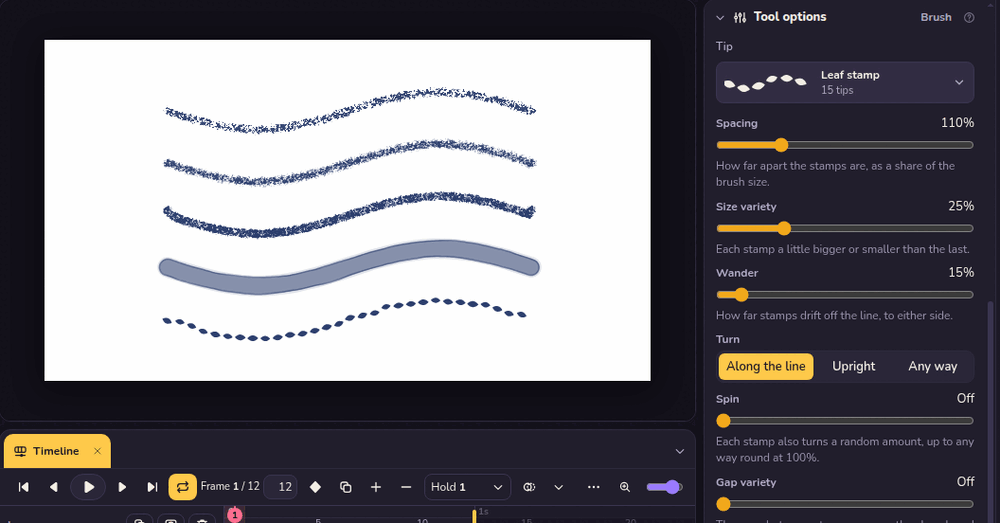 Tool options
Brush
Tip
Leaf stamp
15 tips
Spacing
110%
How far apart the stamps are, as a share of the
brush size.
Size variety
25%
Each stamp a little bigger or smaller than the last.
Wander
15%
How far stamps drift off the line, to either side.
Turn
Along the line
Upright
Any way
Spin
Off
Each stamp also turns a random amount, up to any
way round at 100%.
Gap variety
Off
Timeline
Frame 1 / 12
12
Hold 1
1
5
10
1s
15
20